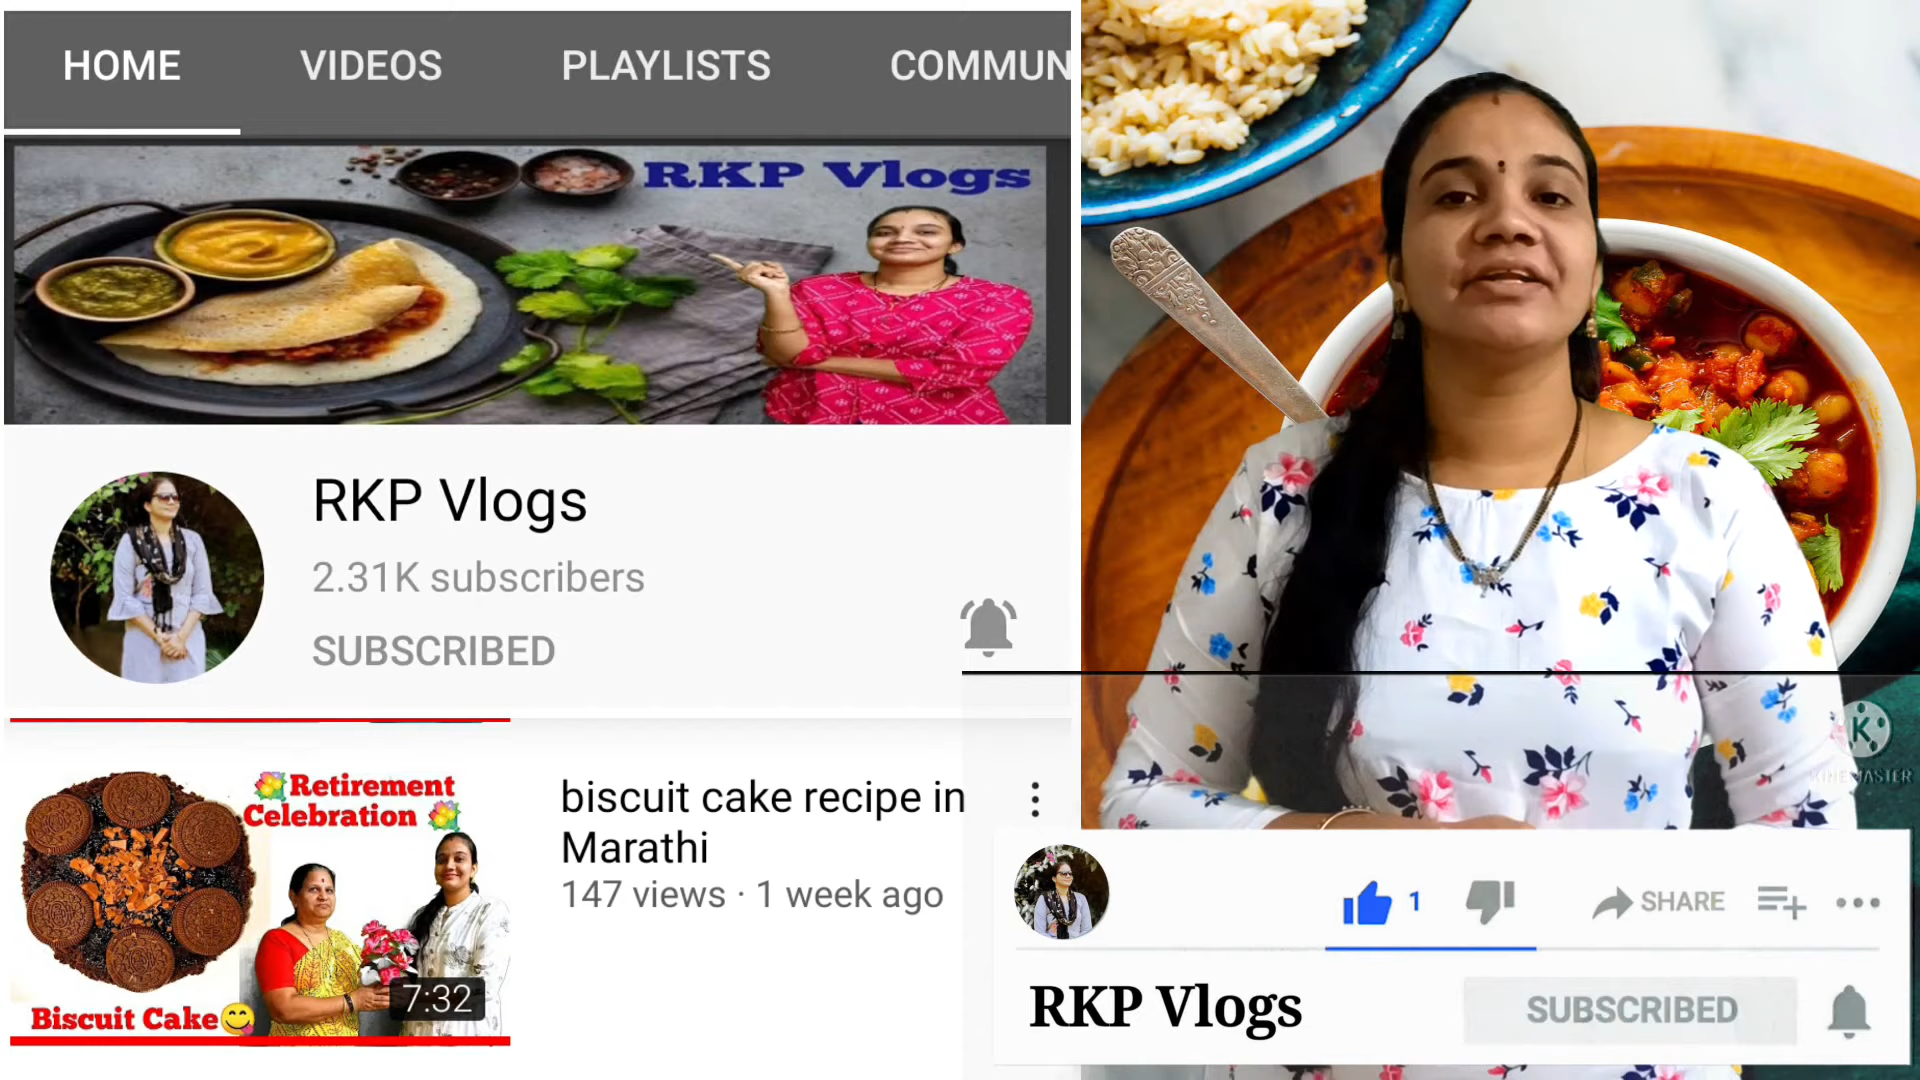 HOME VIDEOS PLAYLISTS COMMUN
RKP Vlogs
RKP Vlogs
2.31K subscribers
SUBSCRIBED
Retirement
Celebration
Biscuit Cake
7:32
biscuit cake recipe in
Marathi
147 views · 1 week ago
KINEMASTER
1 SHARE
RKP Vlogs
SUBSCRIBED